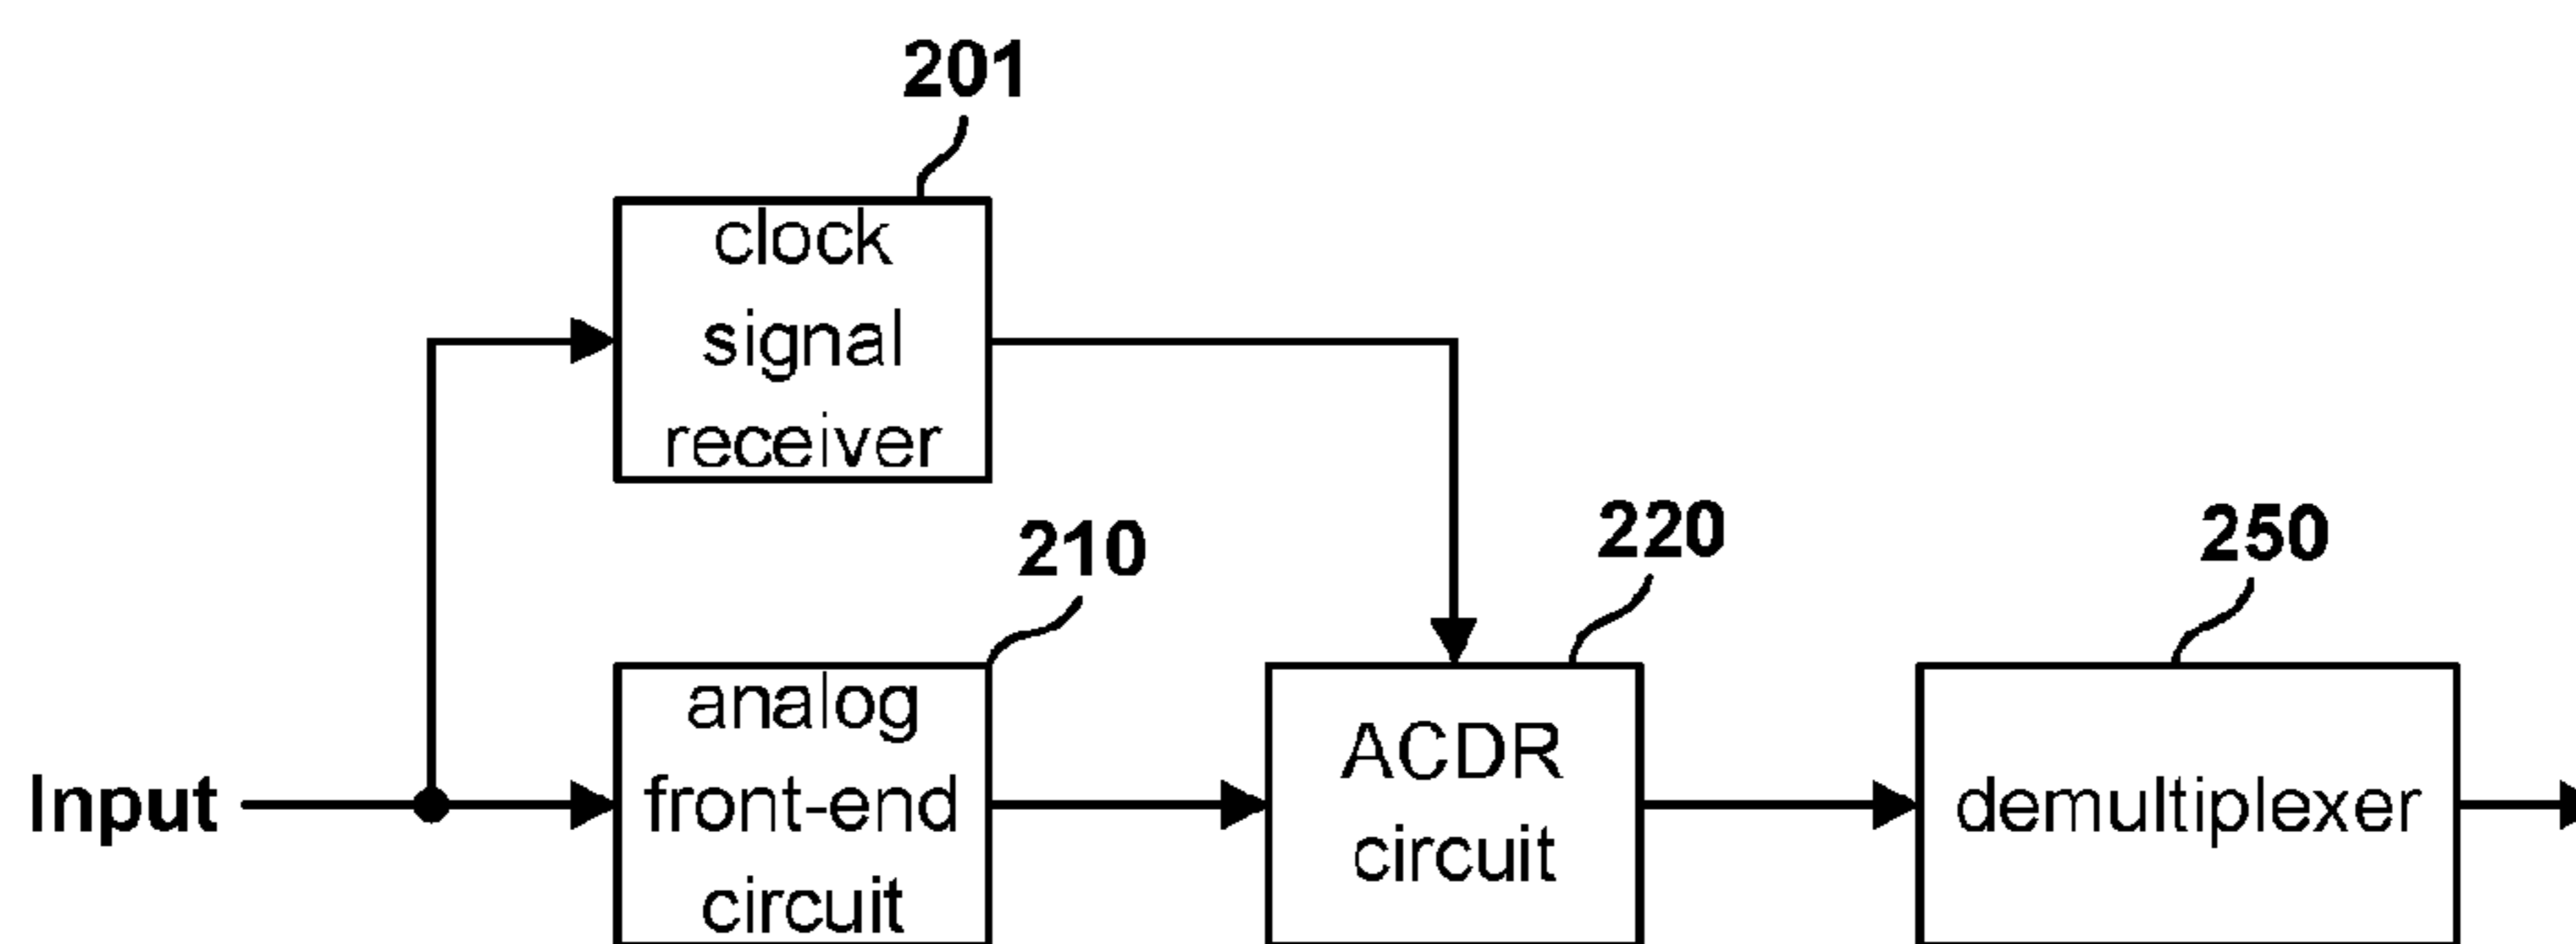 201
clock
signal
receiver
210
220
250
analog
front-end
circuit
ACDR
circuit
demultiplexer
Input